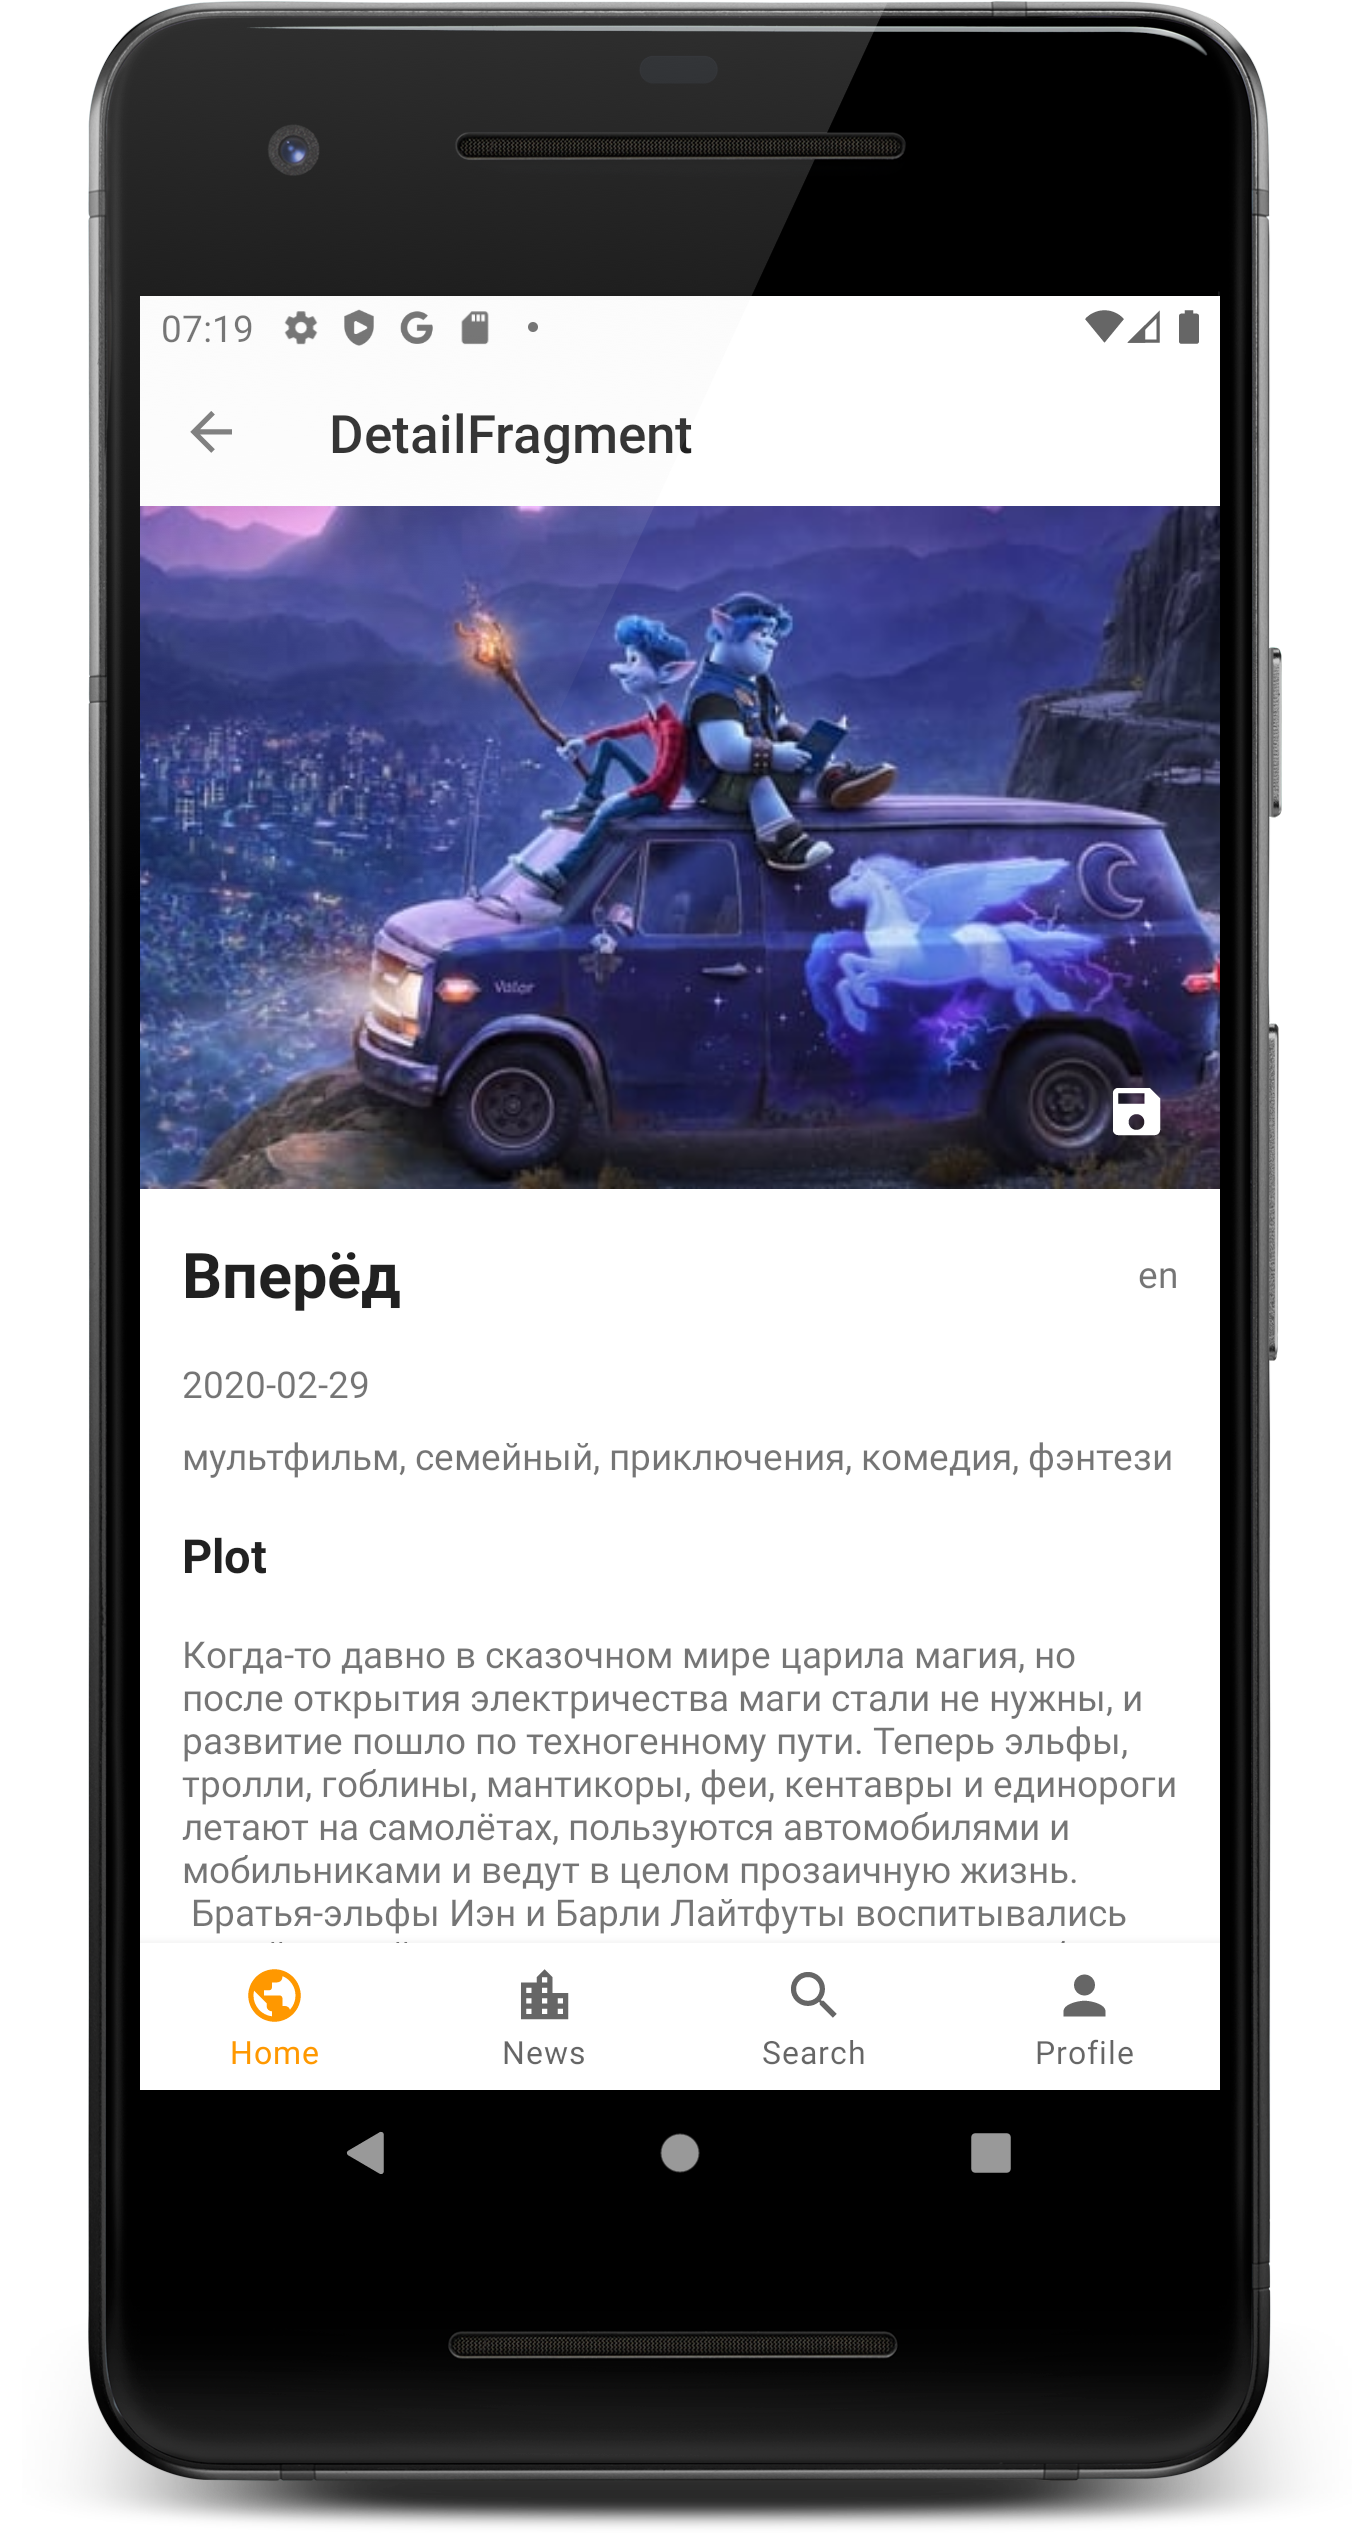 07:19
DetailFragment
Valor
Вперёд
en
2020-02-29
мультфильм, семейный, приключения, комедия, фэнтези
Plot
Когда-то давно в сказочном мире царила магия, но
после открытия электричества маги стали не нужны, и
развитие пошло по техногенному пути. Теперь эльфы,
тролли, гоблины, мантикоры, феи, кентавры и единороги
летают на самолётах, пользуются автомобилями и
мобильниками и ведут в целом прозаичную жизнь.
Братья-эльфы Иэн и Барли Лайтфуты воспитывались
Home News Search Profile